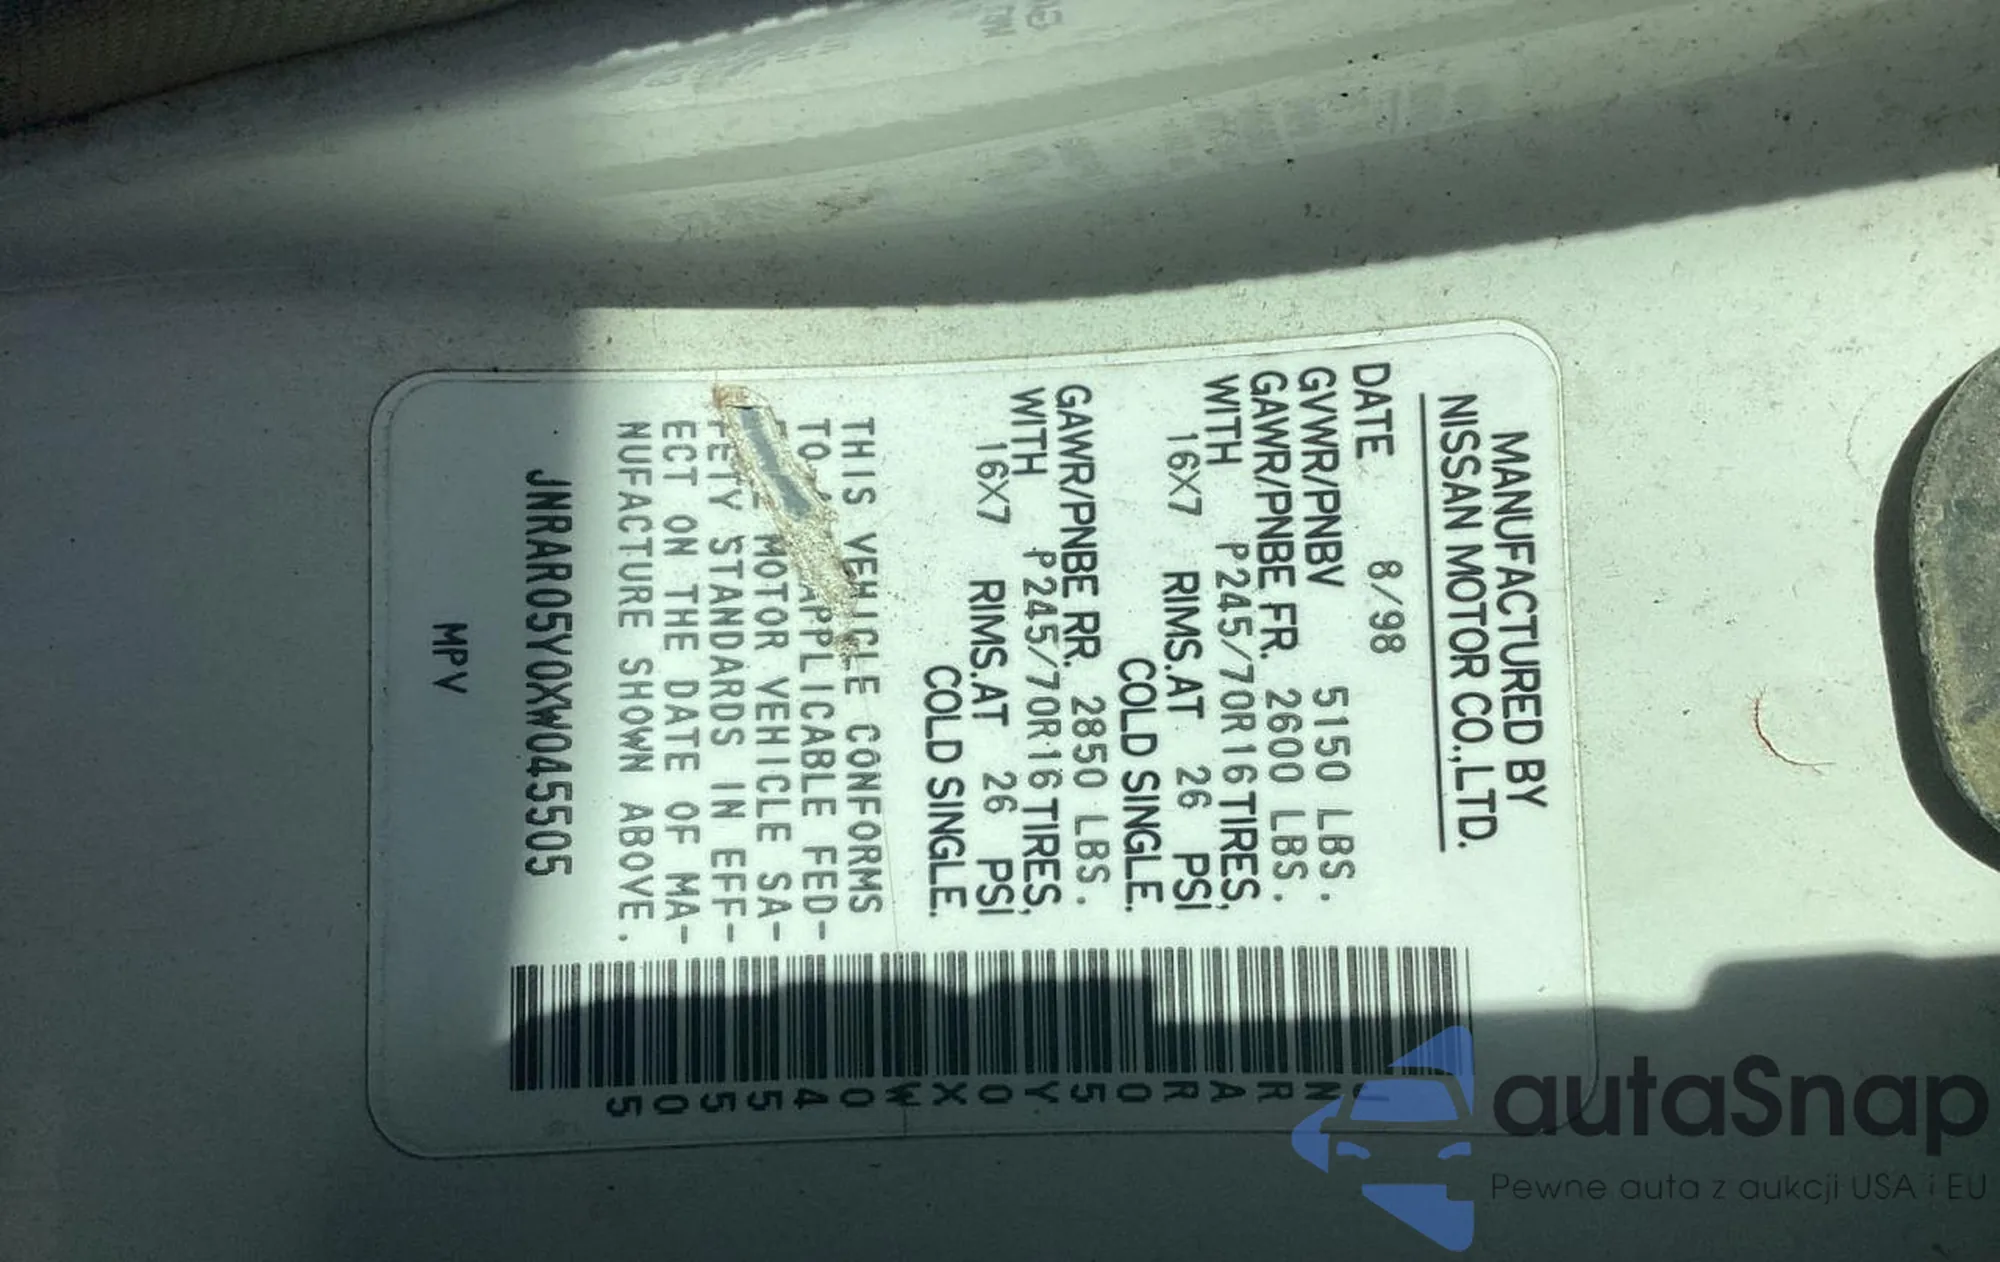 MANUFACTURED BY
NISSAN MOTOR CO.,LTD.
DATE 8/98
GVWR/PNBV 5150 LBS.
GAWR/PNBE FR. 2600 LBS.
WITH P245/70R16 TIRES,
16X7 RIMS.AT 26 PSI
COLD SINGLE.
GAWR/PNBE RR. 2850 LBS.
WITH P245/70R16 TIRES,
16X7 RIMS.AT 26 PSI
COLD SINGLE.
THIS VEHICLE CONFORMS
TO APPLICABLE FED-
MOTOR VEHICLE SA-
FETY STANDARDS IN EFF-
ECT ON THE DATE OF MA-
NUFACTURE SHOWN ABOVE.
JNRAR05Y0XW045505
MPV
JNRAR05Y0XW045505
autaSnap
Pewne auta z aukcji USA i EU